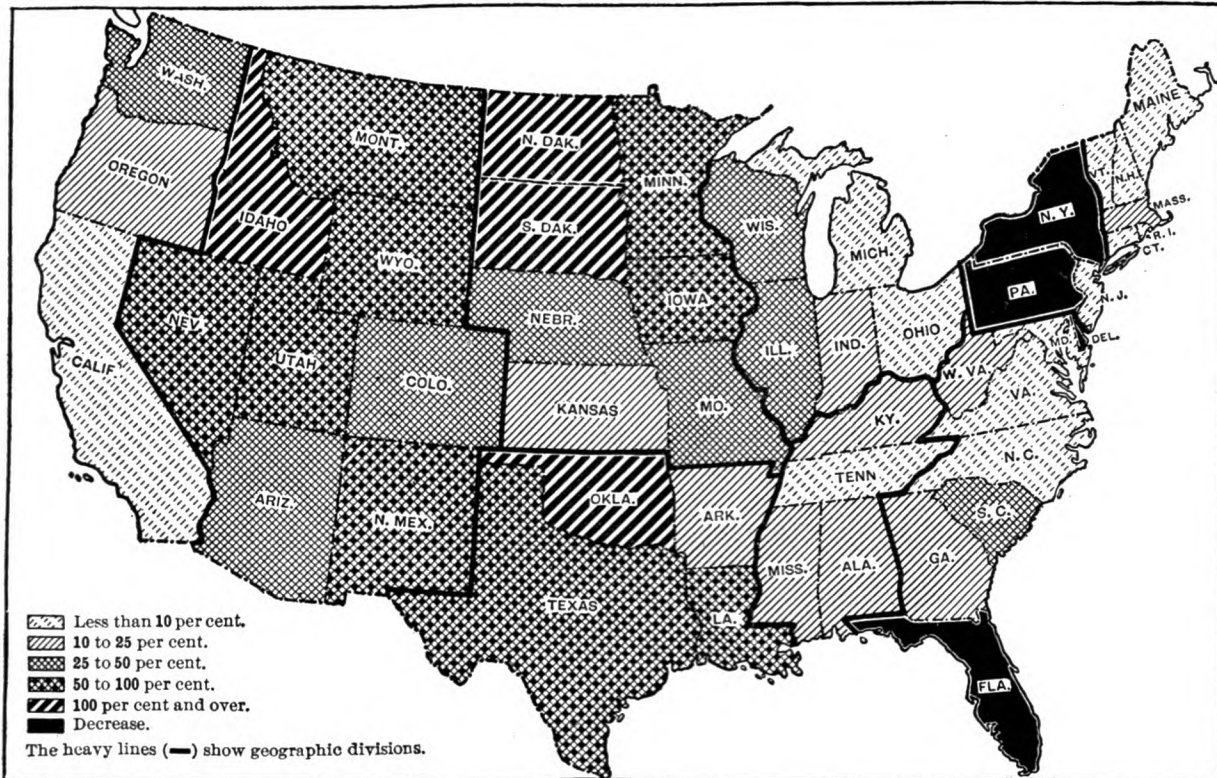 WASH.
MONT.
N. DAK.
MINN.
MAINE
OREGON
IDAHO
S. DAK.
WIS.
VT.
N.H.
MASS.
N. Y.
R. I.
CT.
WYO.
MICH.
IOWA
PA.
N. J.
NEV.
NEBR.
OHIO
IND.
ILL.
MD.
DEL.
UTAH
CALIF
COLO.
W. VA.
VA.
KANSAS
MO.
KY.
N. C.
TENN
ARIZ.
N. MEX.
OKLA.
ARK.
S. C.
MISS.
ALA.
GA.
TEXAS
LA.
FLA.
Less than 10 per cent.
10 to 25 per cent.
25 to 50 per cent.
50 to 100 per cent.
100 per cent and over.
Decrease.
The heavy lines (▬) show geographic divisions.